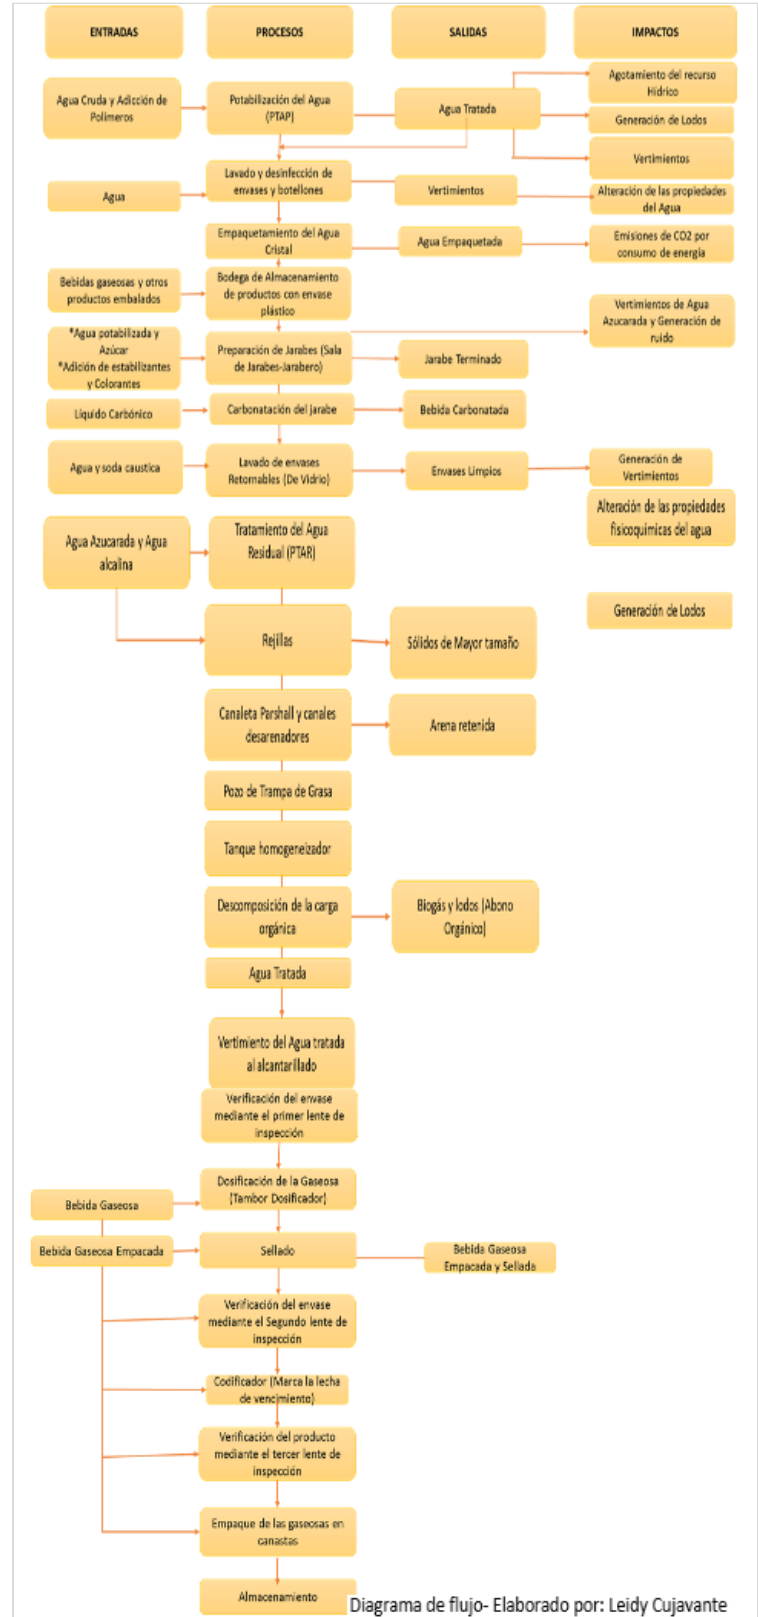 ENTRADAS
PROCESOS
SALIDAS
IMPACTOS
Agua Cruda y Adicción de
Polimeros
Potabilización del Agua
(PTAP)
Agua Tratada
Agotamiento del recurso
Hídrico
Generación de Lodos
Vertimientos
Agua
Lavado y desinfección de
envases y botellones
Vertimientos
Alteración de las propiedades
del Agua
Empaquetamiento del Agua
Cristal
Agua Empaquetada
Emisiones de CO2 por
consumo de energía
Bebidas gaseosas y otros
productos embalados
Bodega de Almacenamiento
de productos con envase
plástico
Vertimientos de Agua
Azucarada y Generación de
ruido
*Agua potabilizada y
Azúcar
*Adición de estabilizantes
y Colorantes
Preparación de Jarabes (Sala
de Jarabes-Jarabero)
Jarabe Terminado
Líquido Carbónico
Carbonatación del jarabe
Bebida Carbonatada
Agua y soda caustica
Lavado de envases
Retornables (De Vidrio)
Envases Limpios
Generación de
Vertimientos
Alteración de las propiedades
fisicoquímicas del agua
Agua Azucarada y Agua
alcalina
Tratamiento del Agua
Residual (PTAR)
Generación de Lodos
Rejillas
Sólidos de Mayor tamaño
Canaleta Parshall y canales
desarenadores
Arena retenida
Pozo de Trampa de Grasa
Tanque homogeneizador
Descomposición de la carga
orgánica
Biogás y lodos (Abono
Orgánico)
Agua Tratada
Vertimiento del Agua tratada
al alcantarillado
Verificación del envase
mediante el primer lente de
inspección
Bebida Gaseosa
Dosificación de la Gaseosa
(Tambor Dosificador)
Bebida Gaseosa Empacada
Sellado
Bebida Gaseosa
Empacada y Sellada
Verificación del envase
mediante el Segundo lente de
inspección
Codificador (Marca la fecha
de vencimiento)
Verificación del producto
mediante el tercer lente de
inspección
Empaque de las gaseosas en
canastas
Almacenamiento
Diagrama de flujo- Elaborado por: Leidy Cujavante